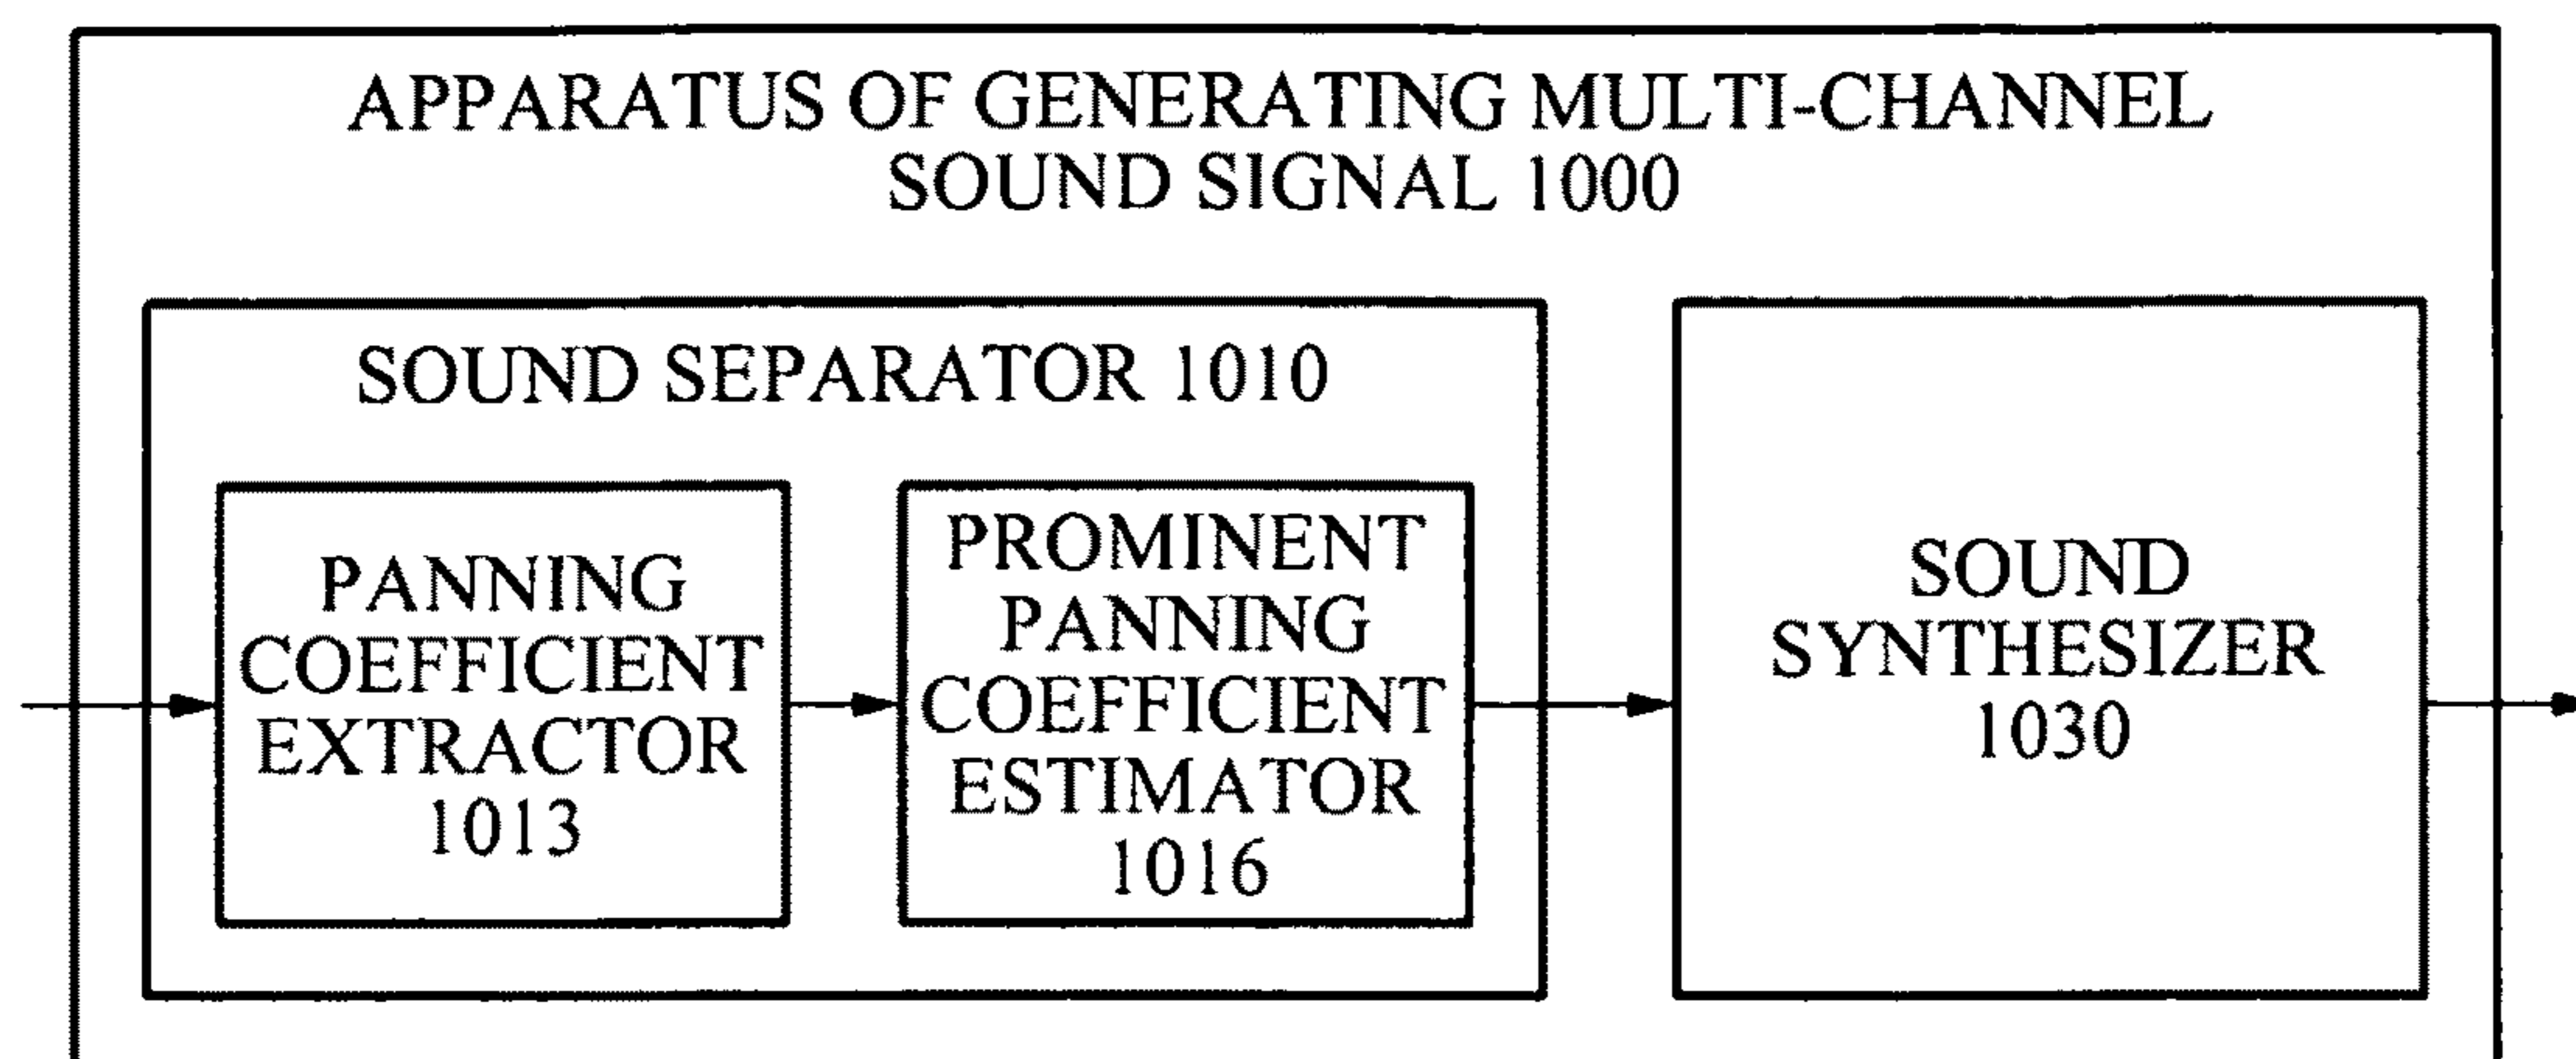 APPARATUS OF GENERATING MULTI-CHANNEL
SOUND SIGNAL 1000
SOUND SEPARATOR 1010
PANNING
COEFFICIENT
EXTRACTOR
1013
PROMINENT
PANNING
COEFFICIENT
ESTIMATOR
1016
SOUND
SYNTHESIZER
1030